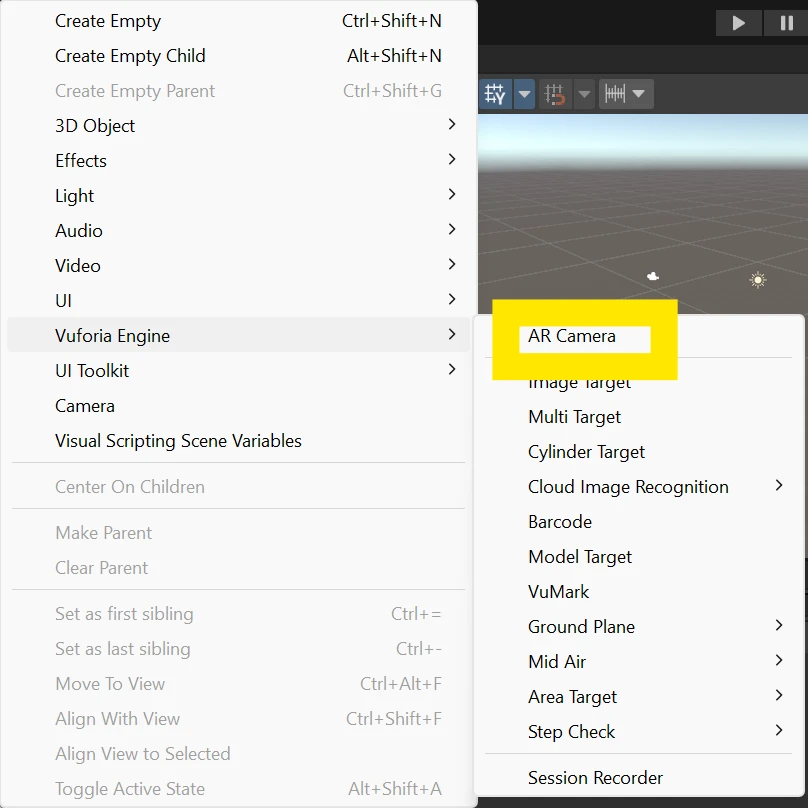 Create Empty Ctrl+Shift+N
Create Empty Child Alt+Shift+N
Create Empty Parent Ctrl+Shift+G
3D Object
Effects
Light
Audio
Video
UI
Vuforia Engine
UI Toolkit
Camera
Visual Scripting Scene Variables
Center On Children
Make Parent
Clear Parent
Set as first sibling Ctrl+=
Set as last sibling Ctrl+-
Move To View Ctrl+Alt+F
Align With View Ctrl+Shift+F
Align View to Selected
Toggle Active State Alt+Shift+A
AR Camera
Image Target
Multi Target
Cylinder Target
Cloud Image Recognition
Barcode
Model Target
VuMark
Ground Plane
Mid Air
Area Target
Step Check
Session Recorder